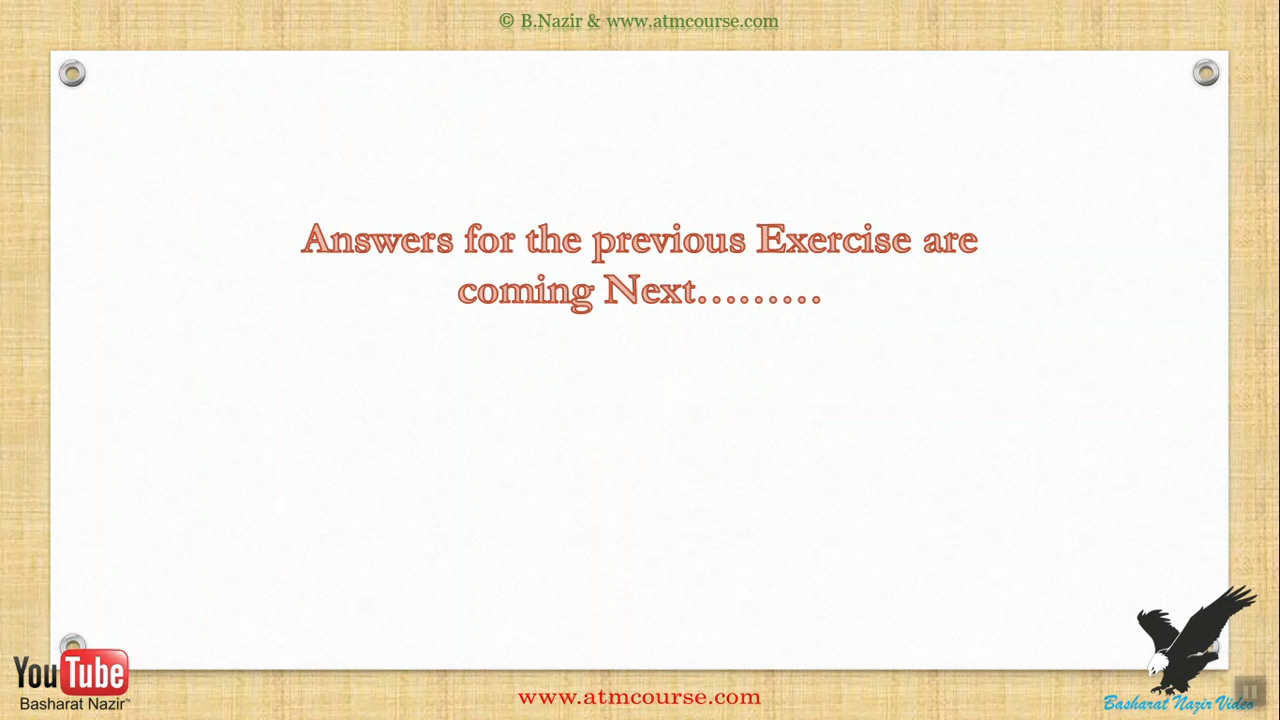 © B.Nazir & www.atmcourse.com
Answers for the previous Exercise are
coming Next.........
YouTube
Basharat Nazir™
www.atmcourse.com
Basharat Nazir Video